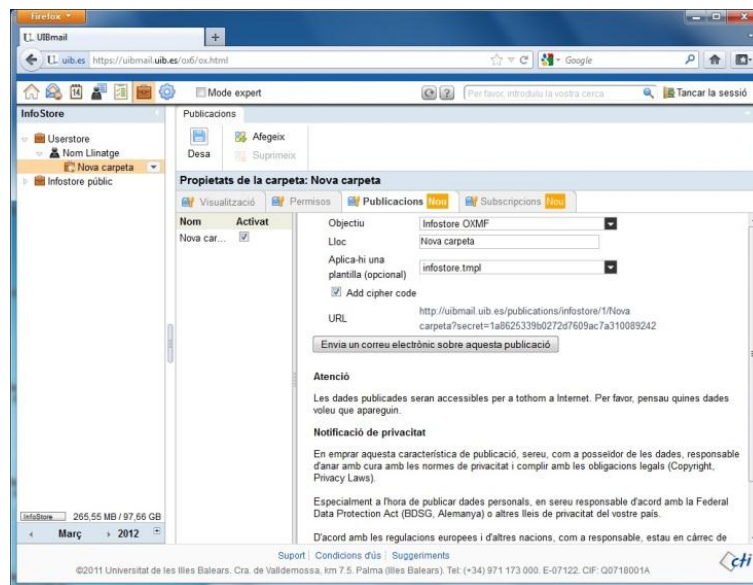 Firefox
UIBmail
uib.es https://uibmail.uib.es/ox6/ox.html
Google
14
Mode expert
Per favor, introduïu la vostra cerca
Tancar la sessió
InfoStore
Userstore
Nom Llinatge
Nova carpeta
Infostore públic
InfoStore 265,55 MB / 97,66 GB
Març 2012
Publicacions
Desa
Afegeix
Suprimeix
Propietats de la carpeta: Nova carpeta
Visualització Permisos Publicacions Nou Subscripcions Nou
Nom Activat
Nova car...
Objectiu Infostore OXMF
Lloc Nova carpeta
Aplica-hi una
plantilla (opcional) infostore.tmpl
Add cipher code
URL http://uibmail.uib.es/publications/infostore/1/Nova
carpeta?secret=1a8625339b0272d7609ac7a310089242
Envia un correu electrònic sobre aquesta publicació
Atenció
Les dades publicades seran accessibles per a tothom a Internet. Per favor, pensau quines dades
voleu que apareguin.
Notificació de privacitat
En emprar aquesta característica de publicació, sereu, com a posseïdor de les dades, responsable
d'anar amb cura amb les normes de privacitat i complir amb les obligacions legals (Copyright,
Privacy Laws).
Especialment a l'hora de publicar dades personals, en sereu responsable d'acord amb la Federal
Data Protection Act (BDSG, Alemanya) o altres lleis de privacitat del vostre país.
D'acord amb les regulacions europees i d'altres nacions, com a responsable, estau en càrrec de
Suport Condicions d'ús Suggeriments
©2011 Universitat de les Illes Balears. Cra. de Valldemossa, km 7.5. Palma (Illes Balears). Tel: (+34) 971 173 000. E-07122. CIF: Q0718001A
cti